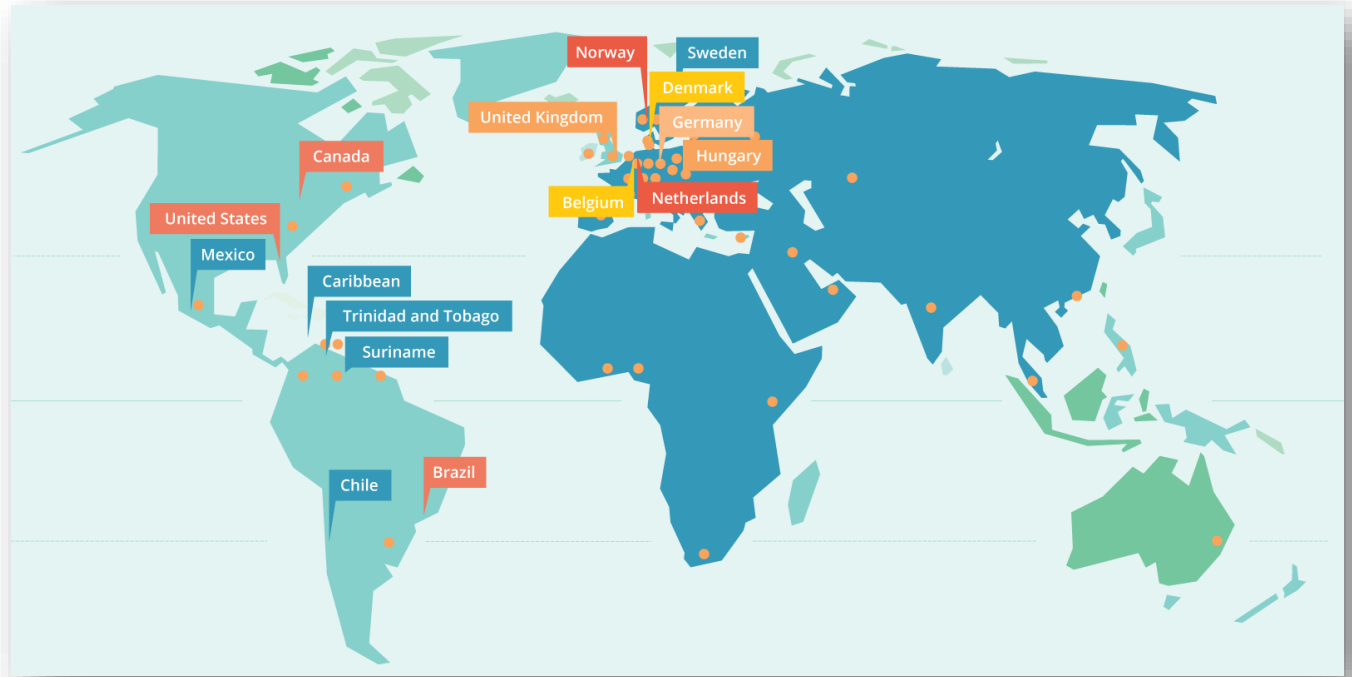 Norway
Sweden
Denmark
United Kingdom
Germany
Canada
Hungary
Belgium
Netherlands
United States
Mexico
Caribbean
Trinidad and Tobago
Suriname
Brazil
Chile